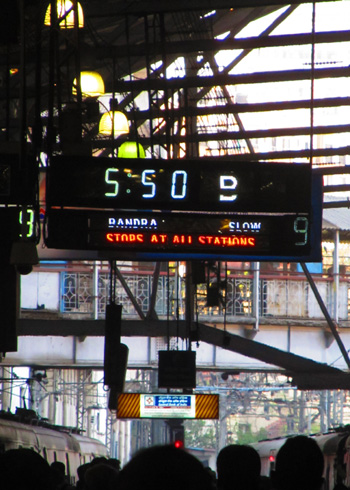 5:50 B
BANDRA SLOW 9
STOPS AT ALL STATIONS